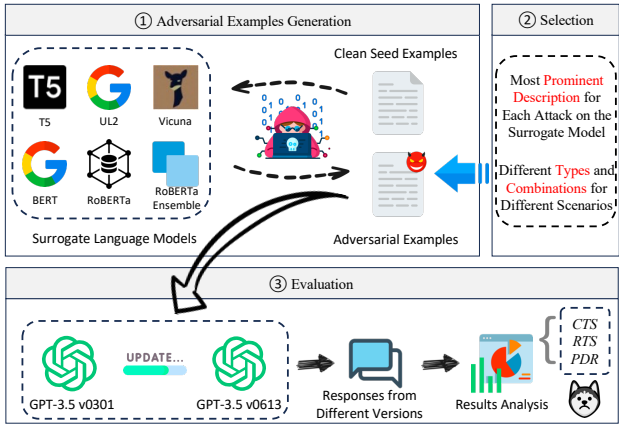 ① Adversarial Examples Generation
T5
T5
UL2
Vicuna
BERT
RoBERTa
RoBERTa
Ensemble
Surrogate Language Models
Clean Seed Examples
Adversarial Examples
② Selection
Most Prominent
Description for
Each Attack on the
Surrogate Model
Different Types and
Combinations for
Different Scenarios
③ Evaluation
GPT-3.5 v0301
UPDATE...
GPT-3.5 v0613
Responses from
Different Versions
Results Analysis
CTS
RTS
PDR